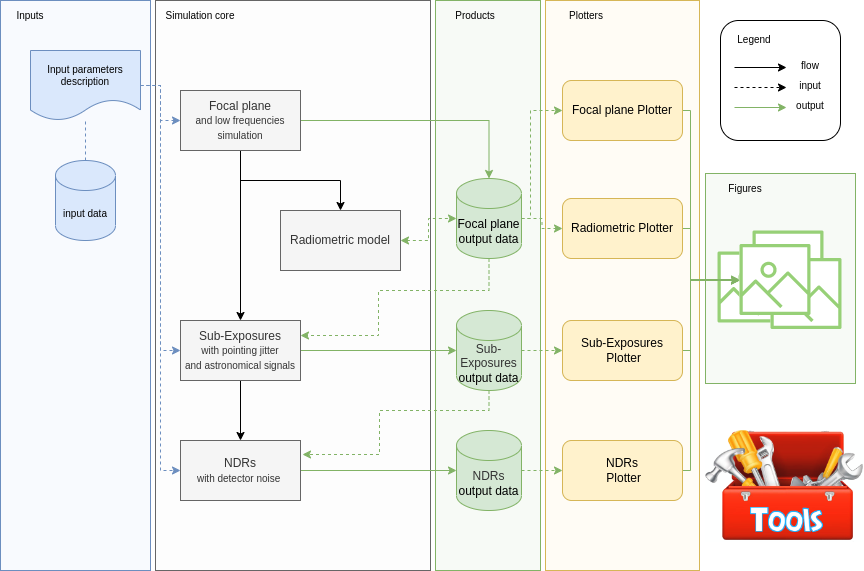 Inputs
Simulation core
Products
Plotters
Legend
flow
input
output
Input parameters
description
input data
Focal plane
and low frequencies
simulation
Radiometric model
Sub-Exposures
with pointing jitter
and astronomical signals
NDRs
with detector noise
Focal plane
output data
Sub-
Exposures
output data
NDRs
output data
Focal plane Plotter
Radiometric Plotter
Sub-Exposures
Plotter
NDRs
Plotter
Figures
Tools